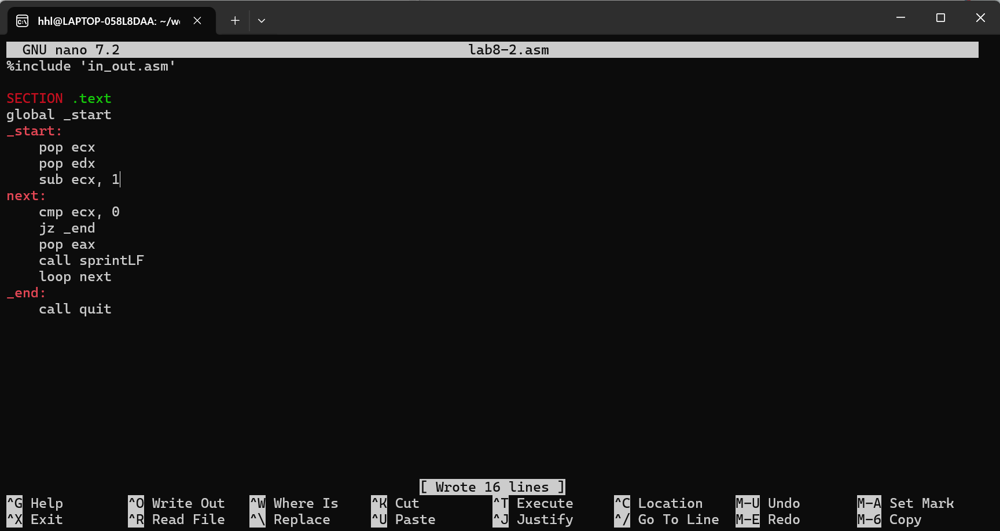 hhl@LAPTOP-058L8DAA: ~/w
GNU nano 7.2 lab8-2.asm
%include 'in_out.asm'
SECTION .text
global _start
_start:
pop ecx
pop edx
sub ecx, 1
next:
cmp ecx, 0
jz _end
pop eax
call sprintLF
loop next
_end:
call quit
[ Wrote 16 lines ]
^G Help ^O Write Out ^W Where Is ^K Cut ^T Execute ^C Location M-U Undo M-A Set Mark
^X Exit ^R Read File ^\ Replace ^U Paste ^J Justify ^/ Go To Line M-E Redo M-6 Copy